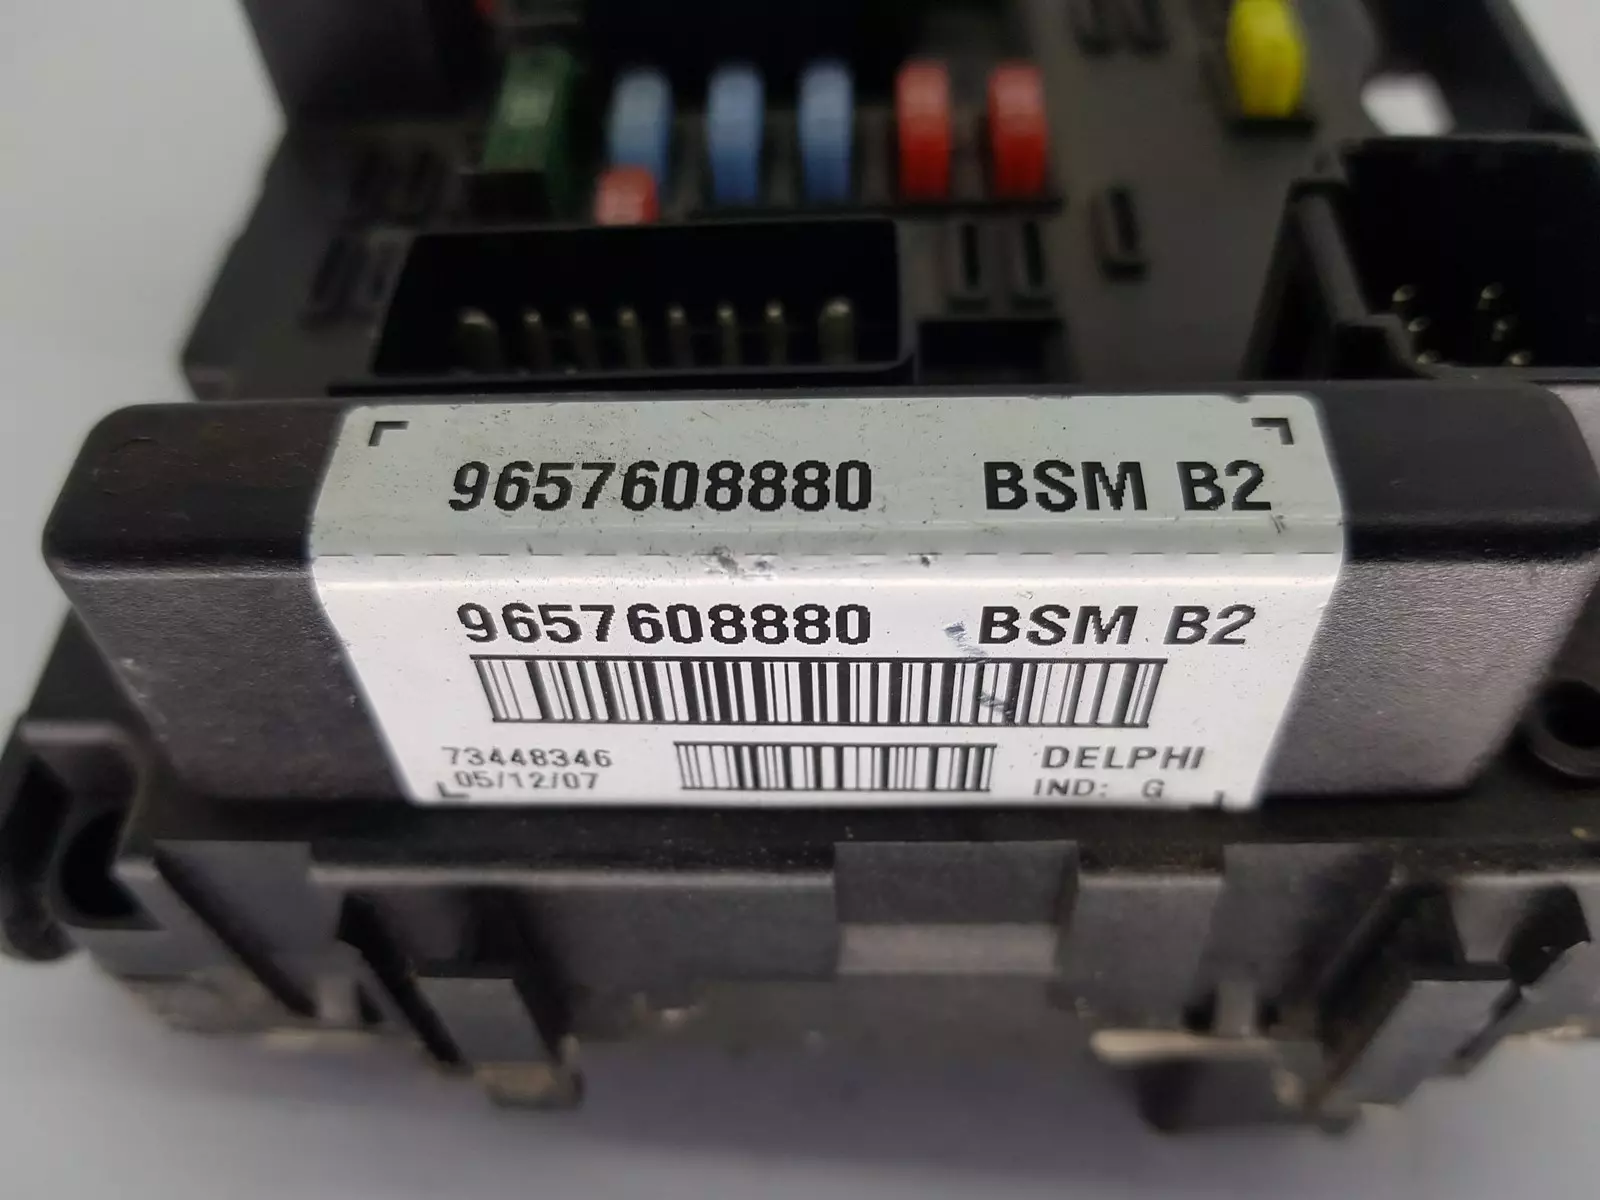 9657608880 BSM B2
9657608880 BSM B2
73448346 DELPHI
05/12/07 IND: G